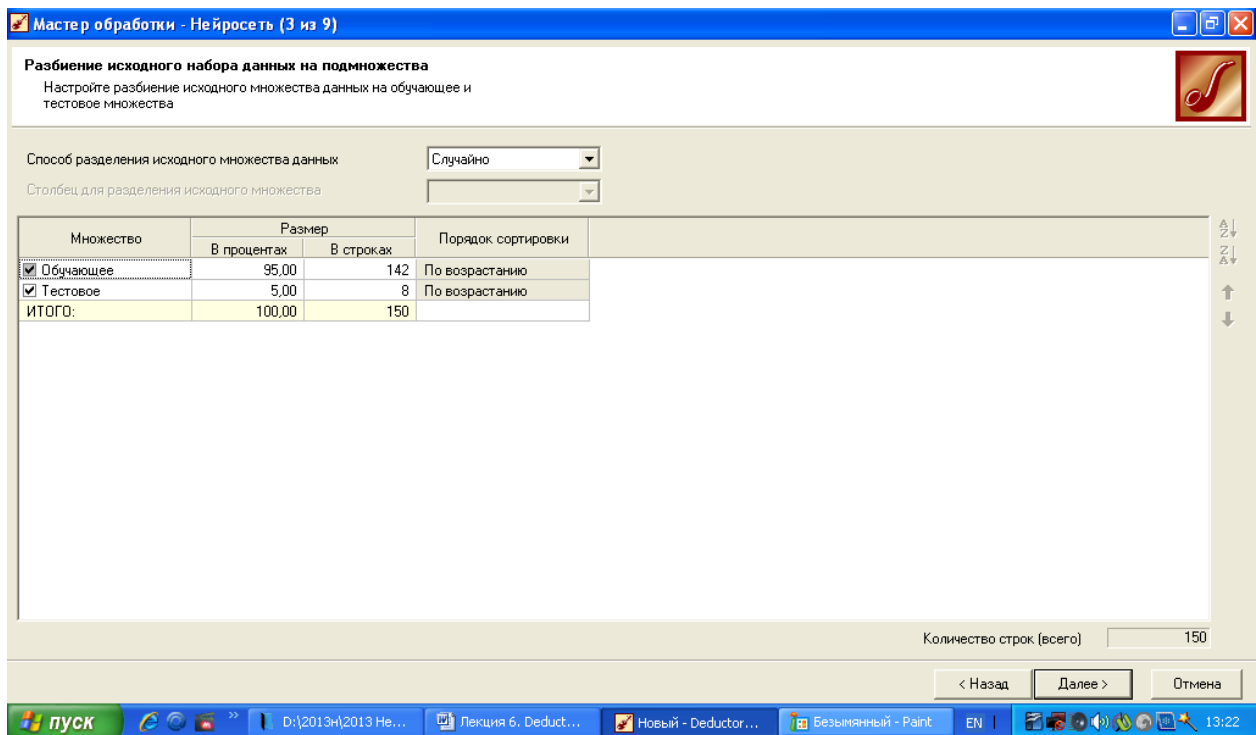 Мастер обработки - Нейросеть (3 из 9)
Разбиение исходного набора данных на подмножества
Настройте разбиение исходного множества данных на обучающее и
тестовое множества
Способ разделения исходного множества данных Случайно
Столбец для разделения исходного множества
Множество Размер Порядок сортировки
В процентах В строках
Обучающее 95,00 142 По возрастанию
Тестовое 5,00 8 По возрастанию
ИТОГО: 100,00 150
Количество строк (всего) 150
< Назад Далее > Отмена
пуск D:\2013н\2013 Не... Лекция 6. Deduct... Новый - Deductor... Безымянный - Paint EN 13:22